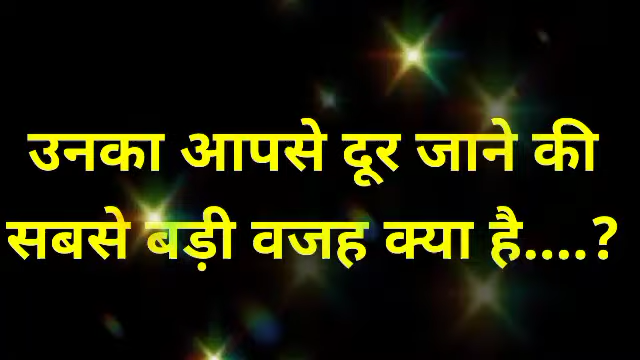 उनका आपसे दूर जाने की
सबसे बड़ी वजह क्या है....?